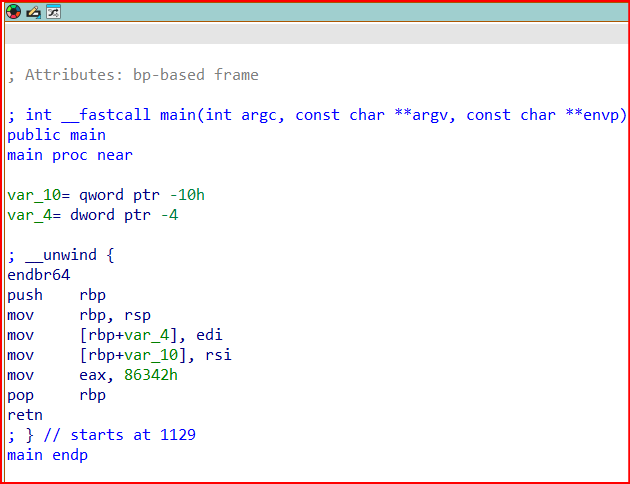 ; Attributes: bp-based frame
; int __fastcall main(int argc, const char **argv, const char **envp)
public main
main proc near
var_10= qword ptr -10h
var_4= dword ptr -4
; __unwind {
endbr64
push    rbp
mov     rbp, rsp
mov     [rbp+var_4], edi
mov     [rbp+var_10], rsi
mov     eax, 86342h
pop     rbp
retn
; } // starts at 1129
main endp